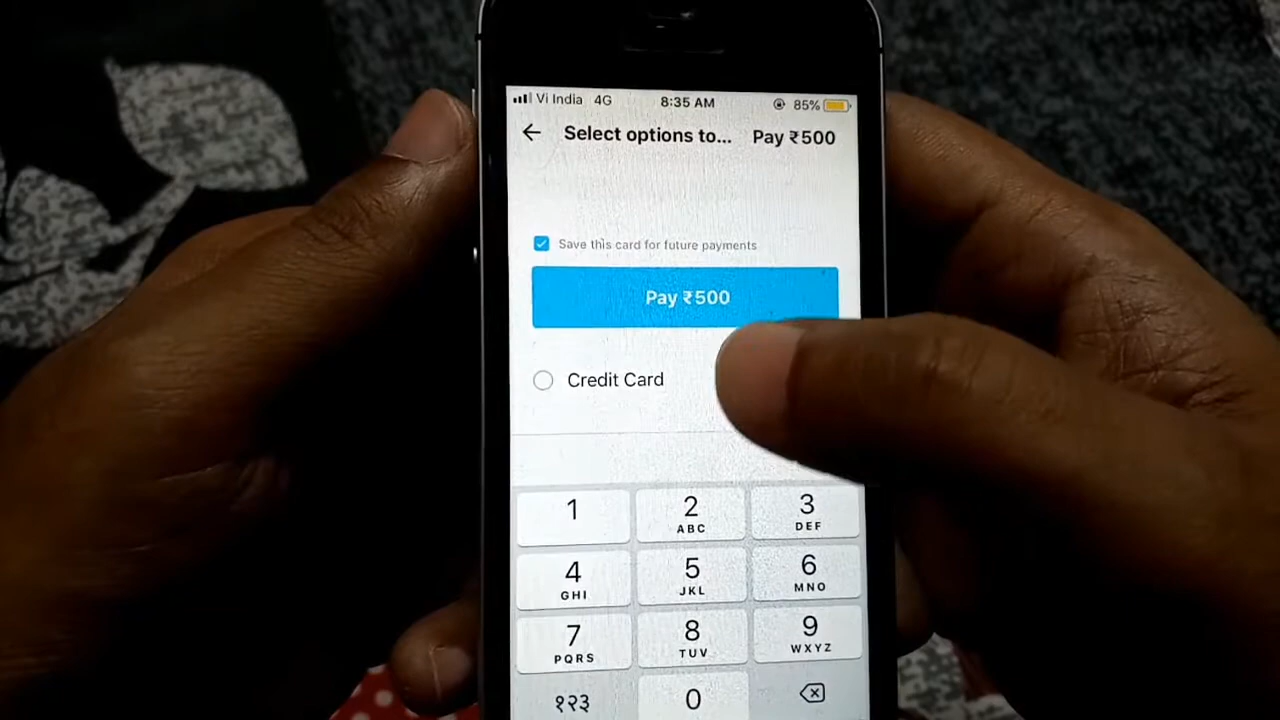 Vi India 4G 8:35 AM 85%
Select options to... Pay ₹500
Save this card for future payments
Pay ₹500
Credit Card
1 2 3
ABC DEF
4 5 6
GHI JKL MNO
7 8 9
PQRS TUV WXYZ
१२३ 0